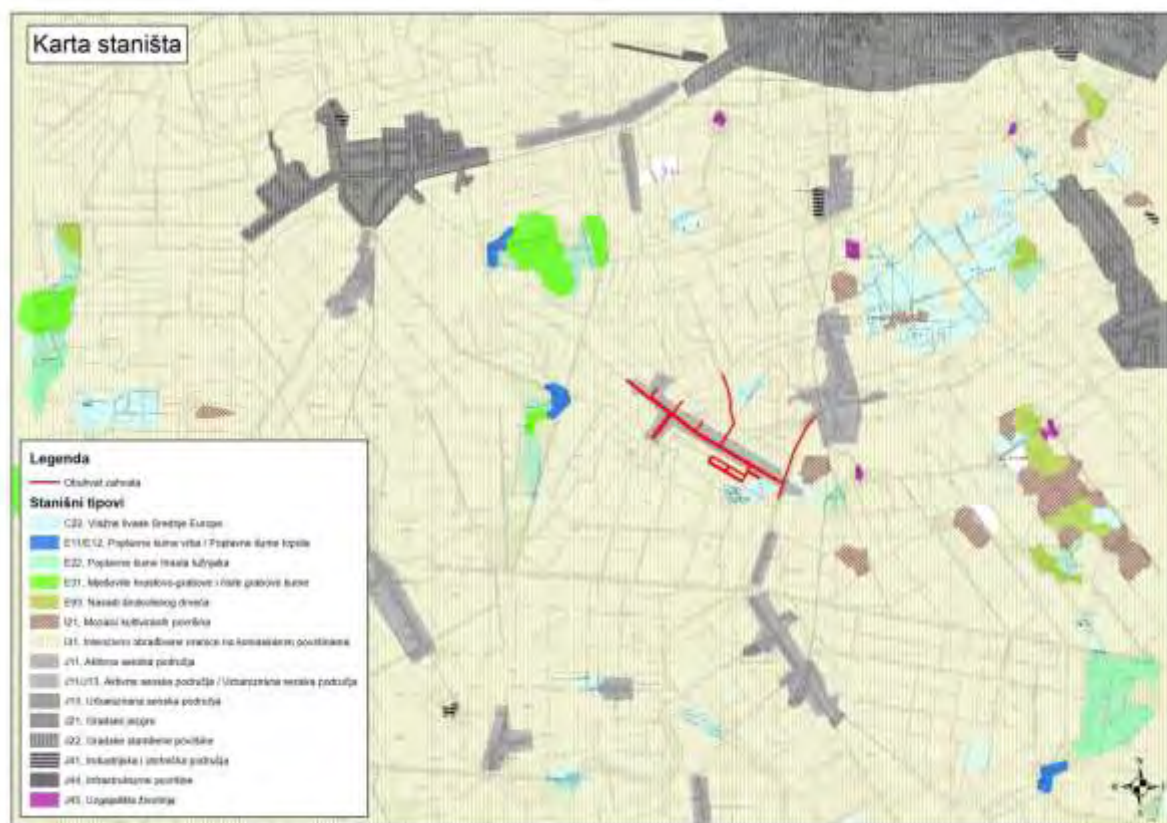 Karta staništa
Legenda
Obuhvat zahvata
Stanišni tipovi
C22, Vlažne livade Srednje Europe
E11/E12, Poplavne šume vrba / Poplavne šume topola
E22, Poplavne šume hrasta lužnjaka
E31, Mješovite hrastovo-grabove i čiste grabove šume
E93, Nasadi širokolisnog drveća
I21, Mozaici kultiviranih površina
I31, Intenzivno obrađivane oranice na komasiranim površinama
J11, Aktivna seoska područja
J11/J13, Aktivna seoska područja / Urbanizirana seoska područja
J13, Urbanizirana seoska područja
J21, Gradske jezgre
J22, Gradske stambene površine
J41, Industrijska i obrtnička područja
J44, Infrastrukturne površine
J45, Uzgajališta životinja
N